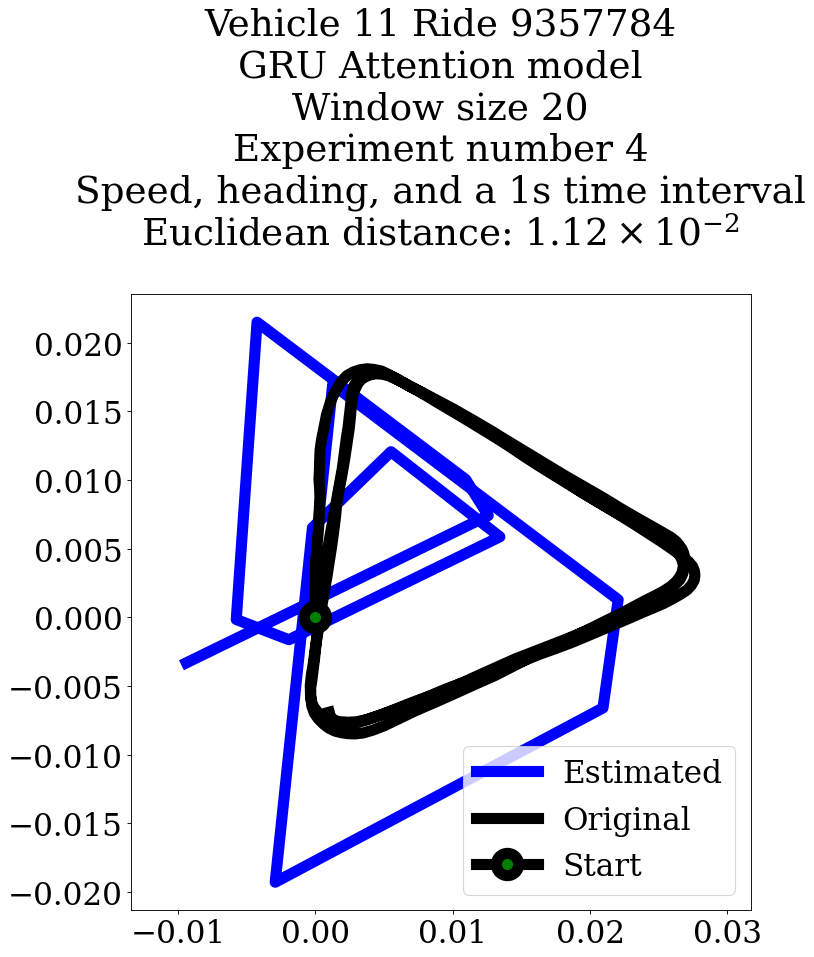 Vehicle 11 Ride 9357784
GRU Attention model
Window size 20
Experiment number 4
Speed, heading, and a 1s time interval
Euclidean distance: 1.12 × 10⁻²
0.020
0.015
0.010
0.005
0.000
−0.005
−0.010
−0.015
−0.020
Estimated
Original
Start
−0.01 0.00 0.01 0.02 0.03